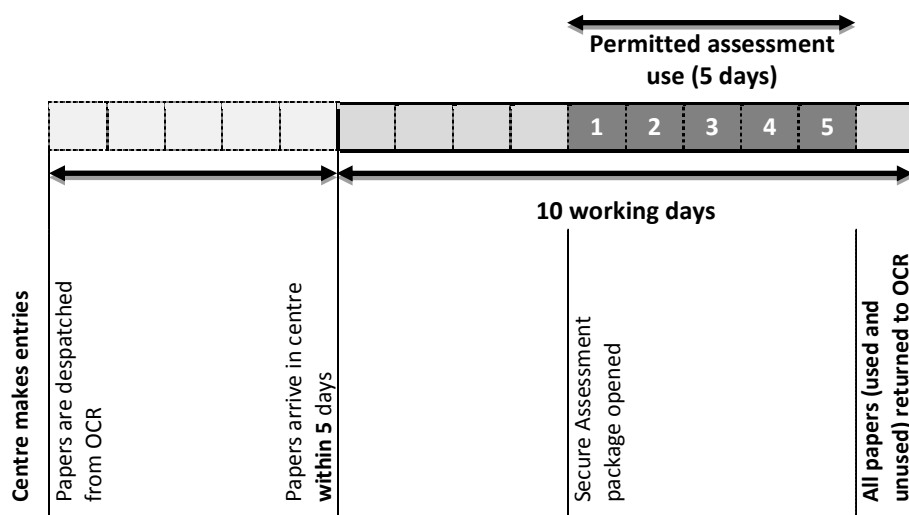 Permitted assessment
use (5 days)
1 2 3 4 5
10 working days
Centre makes entries
Papers are despatched
from OCR
Papers arrive in centre
within 5 days
Secure Assessment
package opened
All papers (used and
unused) returned to OCR